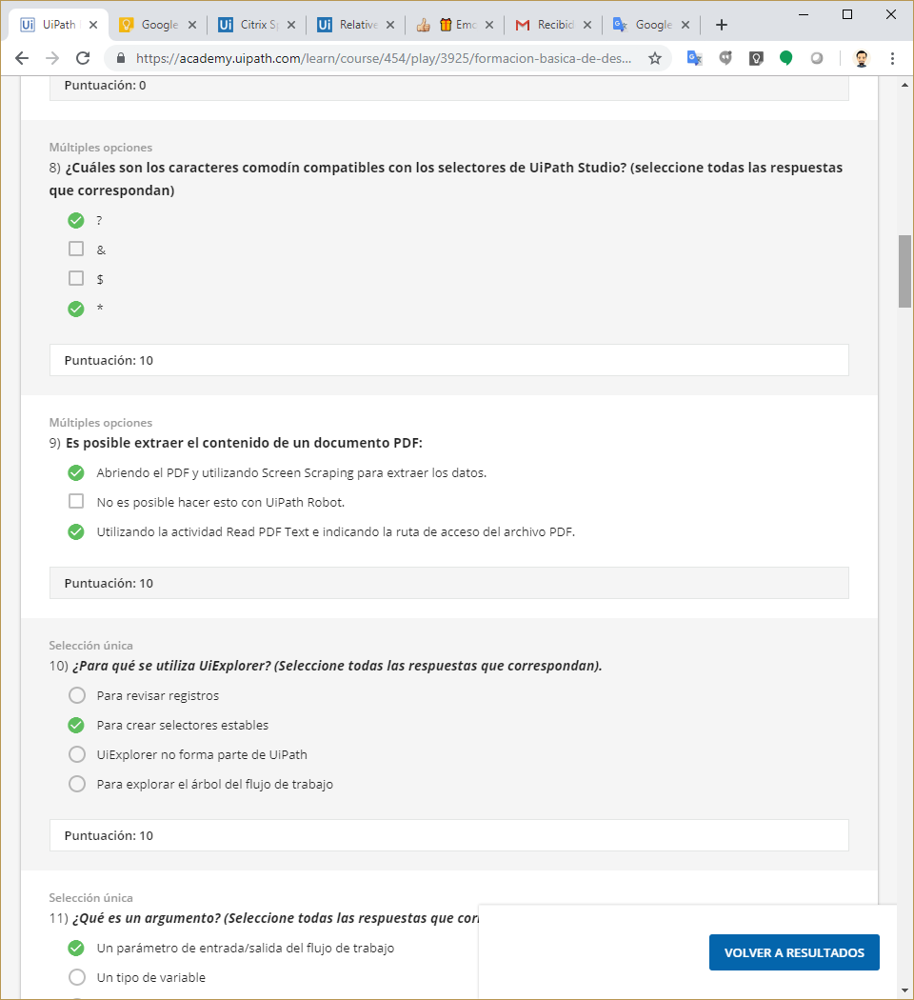 UiPath
Google
Citrix Sp
Relative
Emo
Recibid
Google
https://academy.uipath.com/learn/course/454/play/3925/formacion-basica-de-des...
Puntuación: 0
Múltiples opciones
8) ¿Cuáles son los caracteres comodín compatibles con los selectores de UiPath Studio? (seleccione todas las respuestas
que correspondan)
?
&
$
*
Puntuación: 10
Múltiples opciones
9) Es posible extraer el contenido de un documento PDF:
Abriendo el PDF y utilizando Screen Scraping para extraer los datos.
No es posible hacer esto con UiPath Robot.
Utilizando la actividad Read PDF Text e indicando la ruta de acceso del archivo PDF.
Puntuación: 10
Selección única
10) ¿Para qué se utiliza UiExplorer? (Seleccione todas las respuestas que correspondan).
Para revisar registros
Para crear selectores estables
UiExplorer no forma parte de UiPath
Para explorar el árbol del flujo de trabajo
Puntuación: 10
Selección única
11) ¿Qué es un argumento? (Seleccione todas las respuestas que cor
Un parámetro de entrada/salida del flujo de trabajo
Un tipo de variable
VOLVER A RESULTADOS